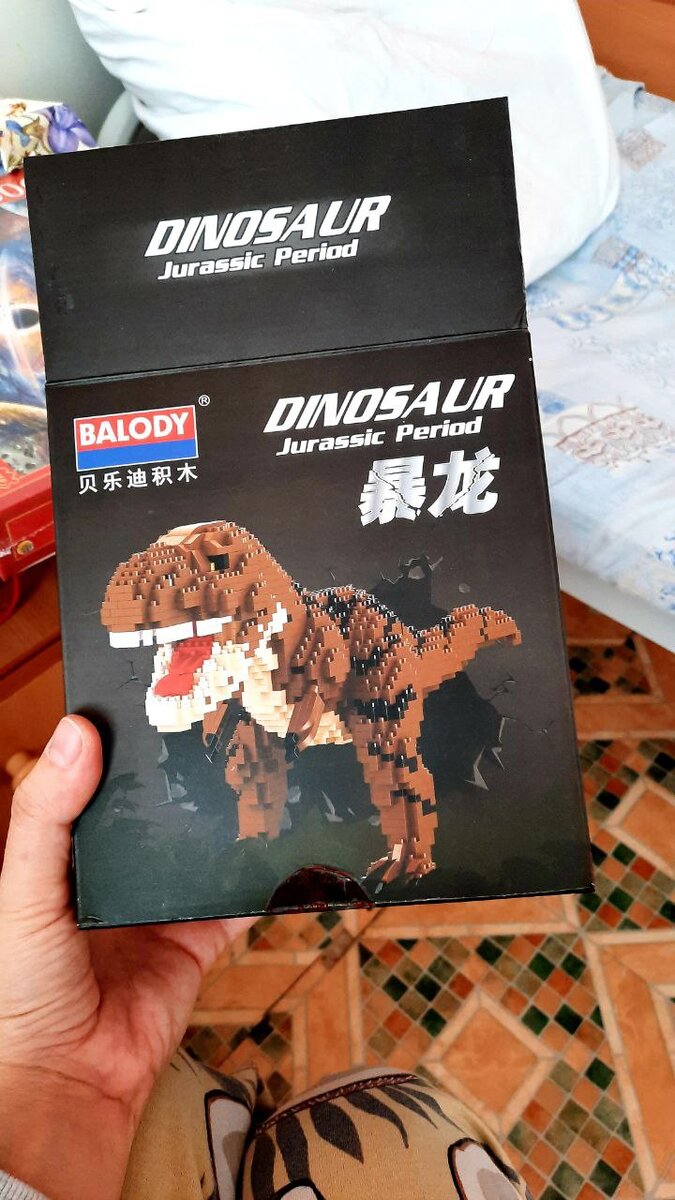 DINOSAUR
Jurassic Period
BALODY®
贝乐迪积木
DINOSAUR
Jurassic Period
暴龙